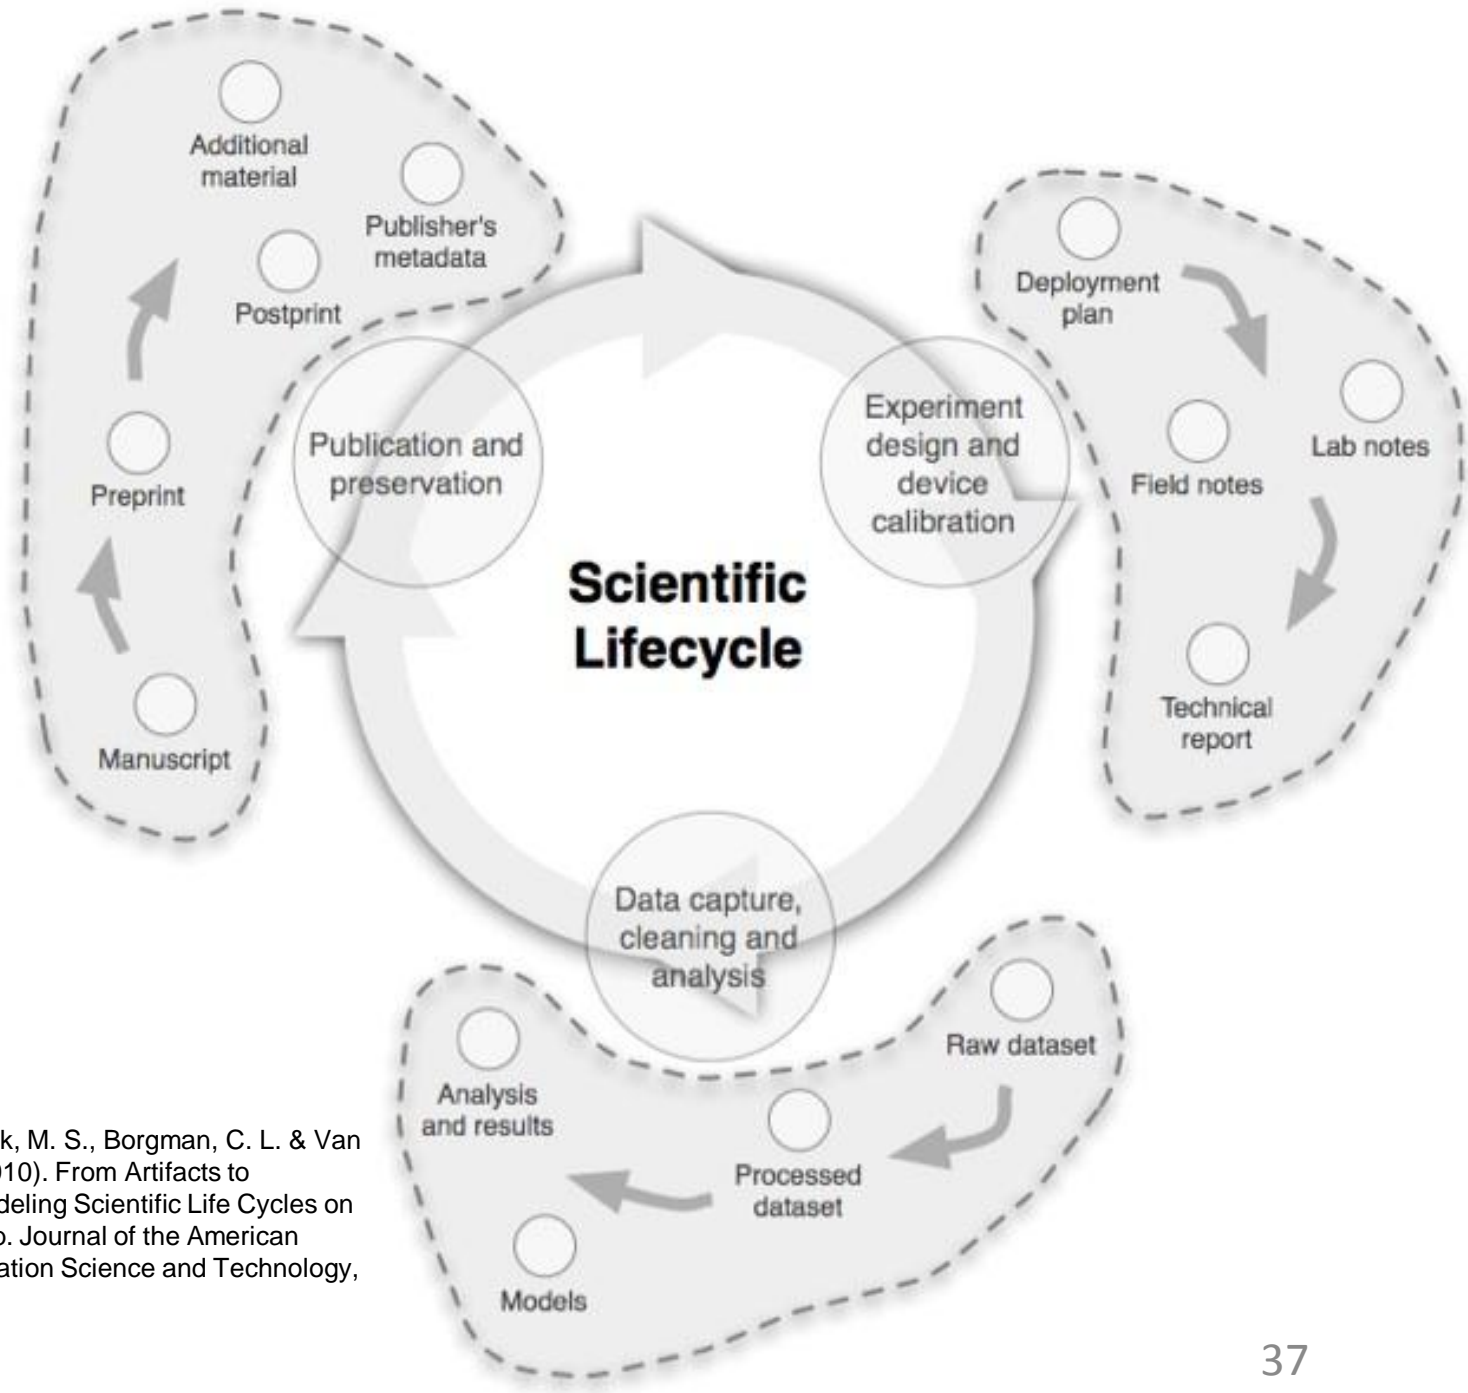 Additional
material
Publisher's
metadata
Postprint
Preprint
Manuscript
Publication and
preservation
Deployment
plan
Lab notes
Field notes
Technical
report
Experiment
design and
device
calibration
Scientific
Lifecycle
Data capture,
cleaning and
analysis
Raw dataset
Processed
dataset
Analysis
and results
Models
k, M. S., Borgman, C. L. & Van
10). From Artifacts to
deling Scientific Life Cycles on
o. Journal of the American
ation Science and Technology,
37